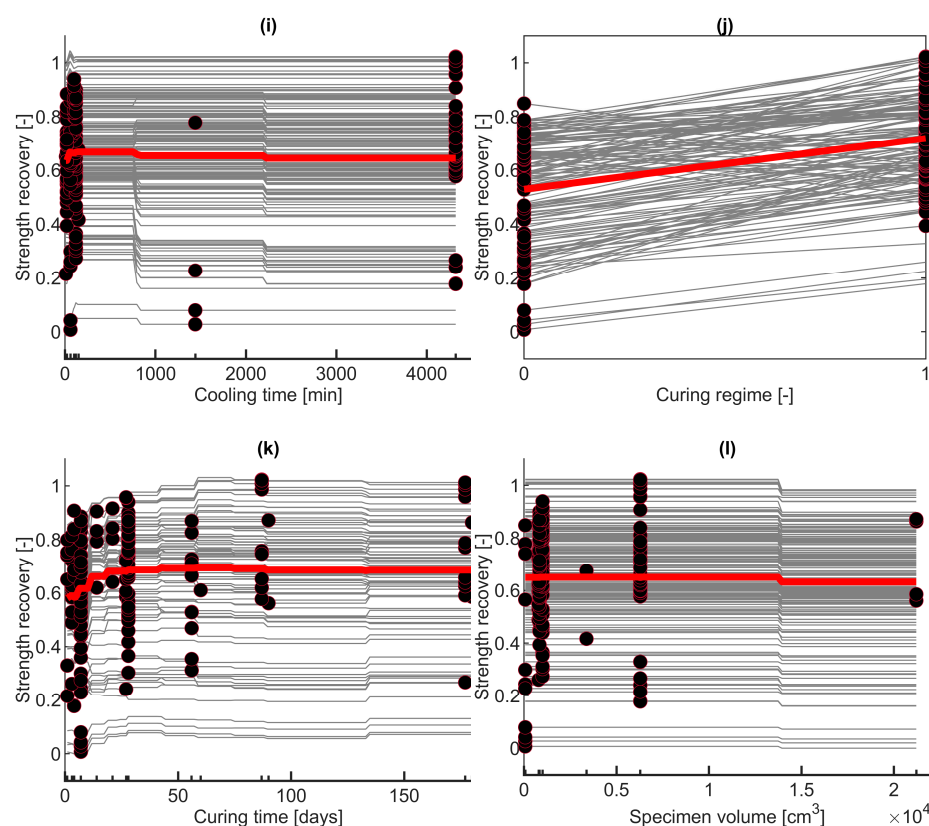 (i)
Strength recovery [-]
1
0.8
0.6
0.4
0.2
0
0 1000 2000 3000 4000
Cooling time [min]
(j)
Strength recovery [-]
1
0.8
0.6
0.4
0.2
0
0 1
Curing regime [-]
(k)
Strength recovery [-]
1
0.8
0.6
0.4
0.2
0
0 50 100 150
Curing time [days]
(l)
Strength recovery [-]
1
0.8
0.6
0.4
0.2
0
0 0.5 1 1.5 2
Specimen volume [cm³] ×10⁴